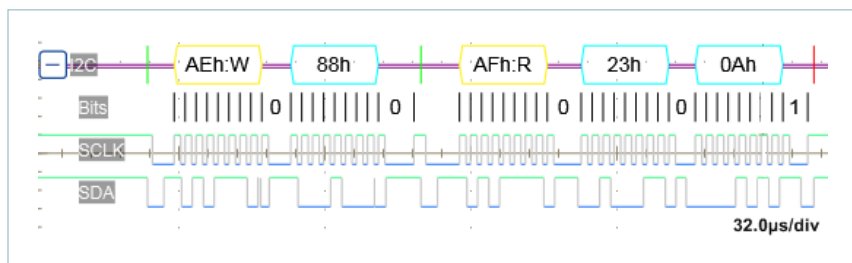 I2C AEh:W 88h AFh:R 23h 0Ah
Bits 0 0 0 0 1
SCLK
SDA
32.0µs/div